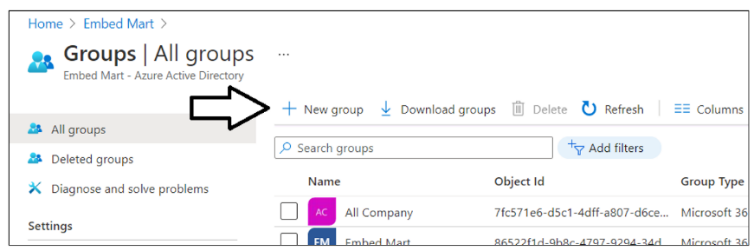 Home > Embed Mart >
Groups | All groups ...
Embed Mart - Azure Active Directory
+ New group Download groups Delete Refresh Columns
All groups
Deleted groups
Diagnose and solve problems
Settings
Search groups
Add filters
Name Object Id Group Type
AC All Company 7fc571e6-d5c1-4dff-a807-d6ce... Microsoft 36
EM Embed Mart 86522f1d-9b8c-4797-9294-34d Microsoft 36